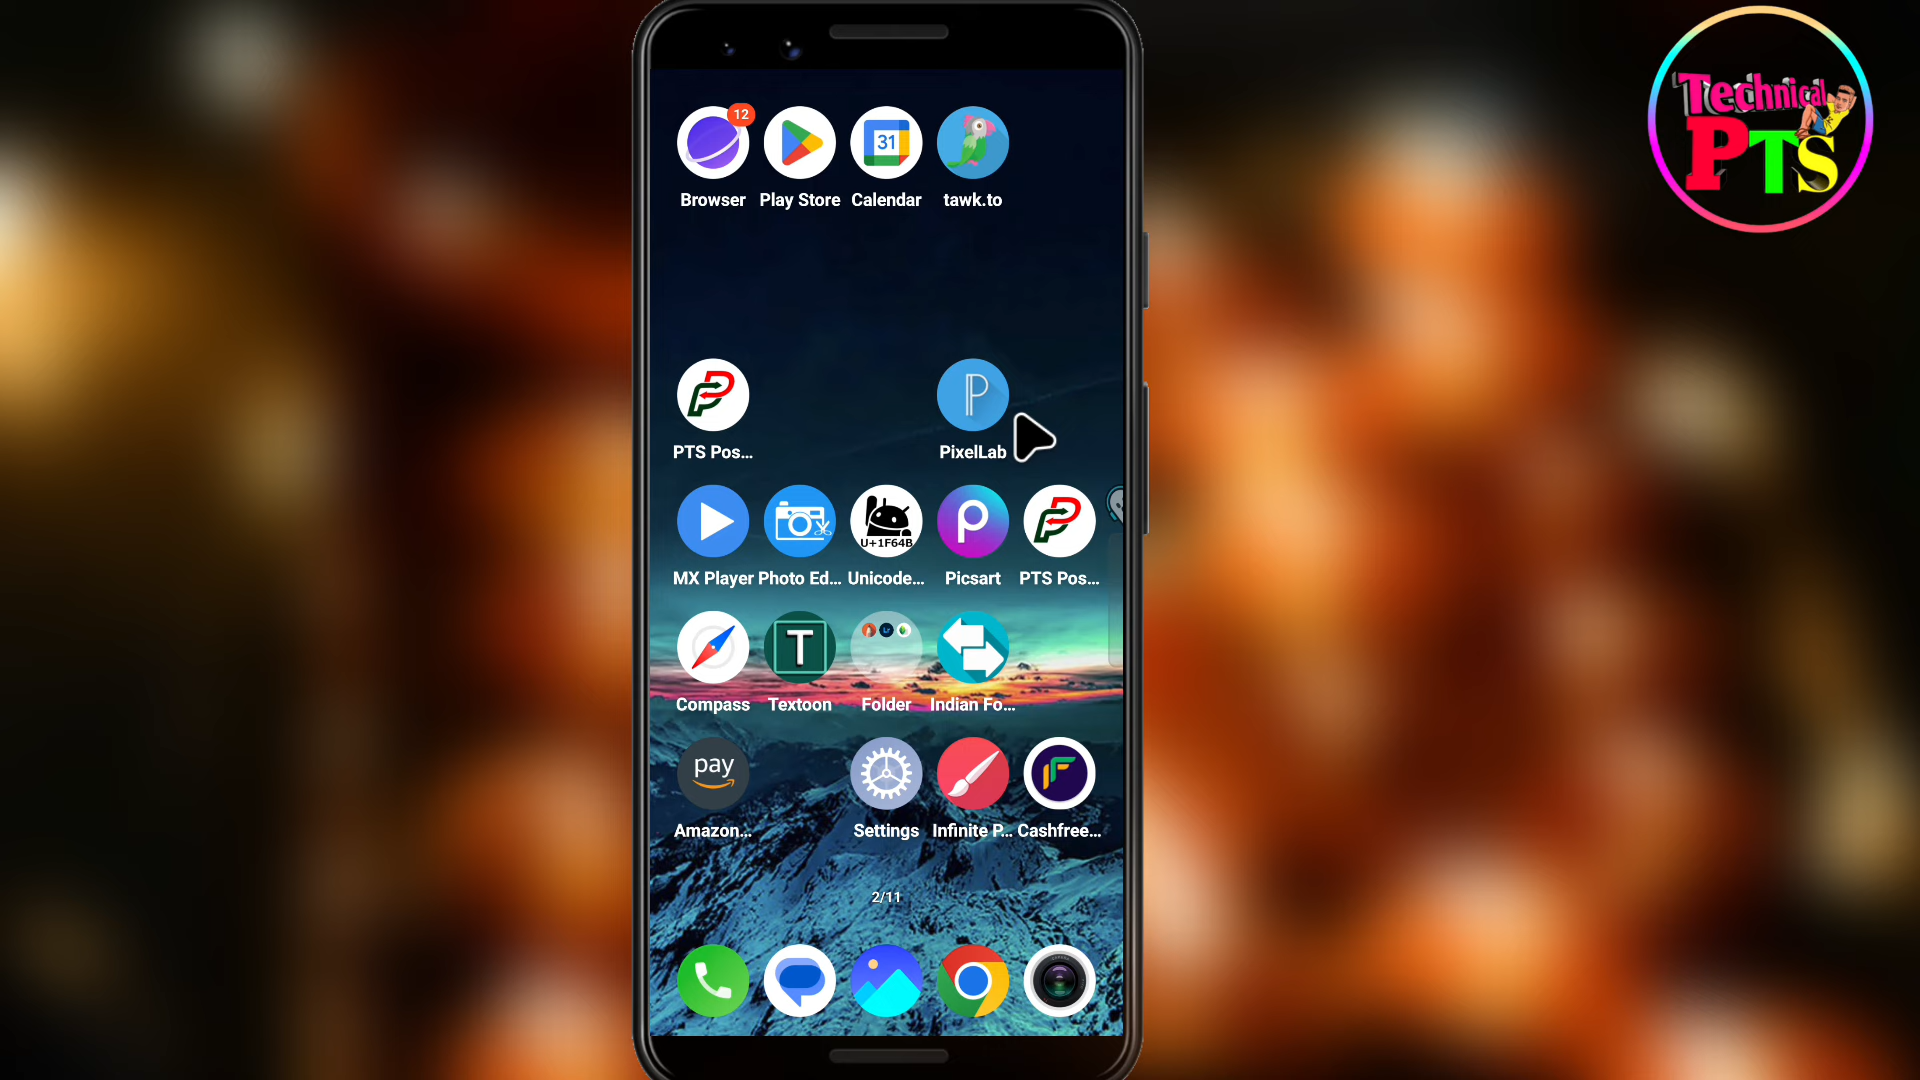 Technical
PTS
12
31
Browser
Play Store
Calendar
tawk.to
P
PTS Pos...
PixelLab
U+1F64B
MX Player
Photo Ed...
Unicode...
Picsart
PTS Pos...
T
Lr
Compass
Textoon
Folder
Indian Fo...
pay
Amazon...
Settings
Infinite P...
Cashfree...
2/11